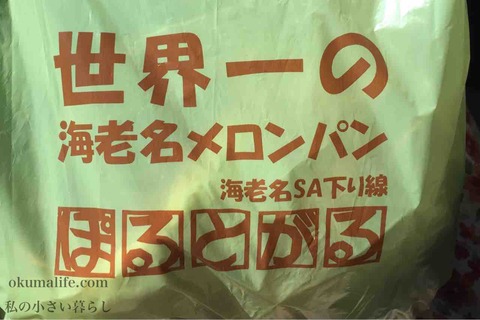 世界一の
海老名メロンパン
海老名SA下り線
ぽるとがる
okumalife.com
私の小さい暮らし